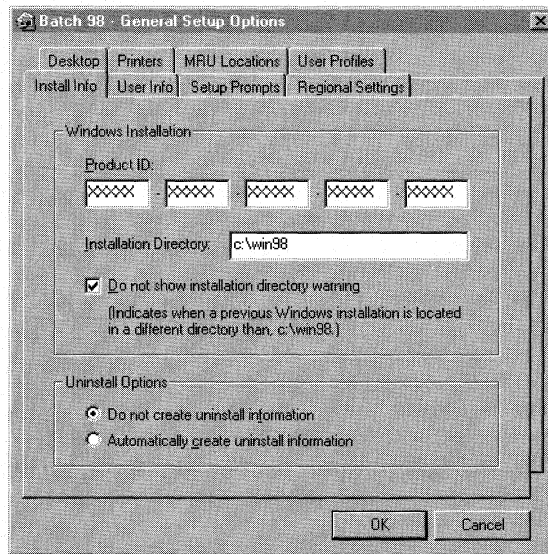 Batch 98 - General Setup Options
Desktop Printers MRU Locations User Profiles
Install Info User Info Setup Prompts Regional Settings
Windows Installation
Product ID:
XXXXX - XXXXX - XXXXX - XXXXX - XXXXX
Installation Directory: c:\win98
Do not show installation directory warning
(Indicates when a previous Windows installation is located
in a different directory than, c:\win98.)
Uninstall Options
Do not create uninstall information
Automatically create uninstall information
OK Cancel